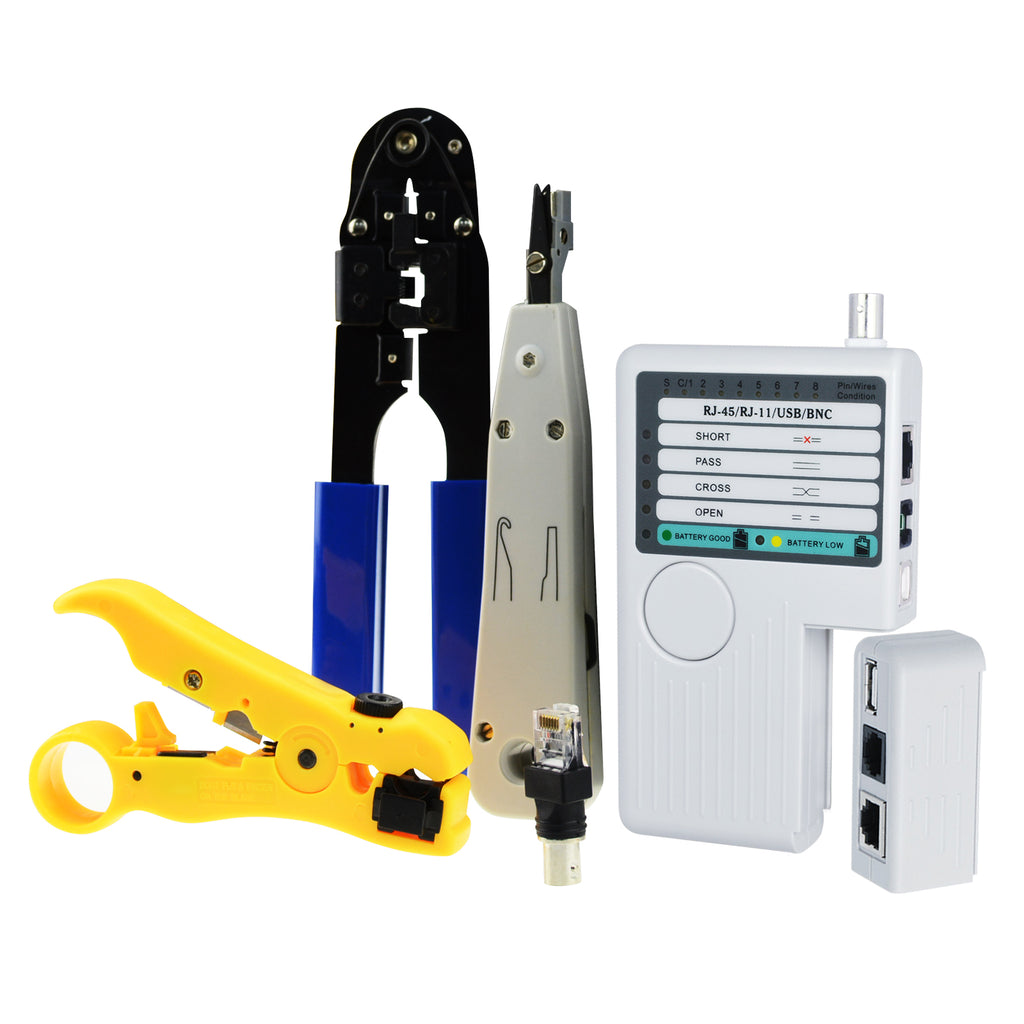 S C/1 2 3 4 5 6 7 8 Pin/Wires
Condition
RJ-45/RJ-11/USB/BNC
SHORT
PASS
CROSS
OPEN
BATTERY GOOD BATTERY LOW